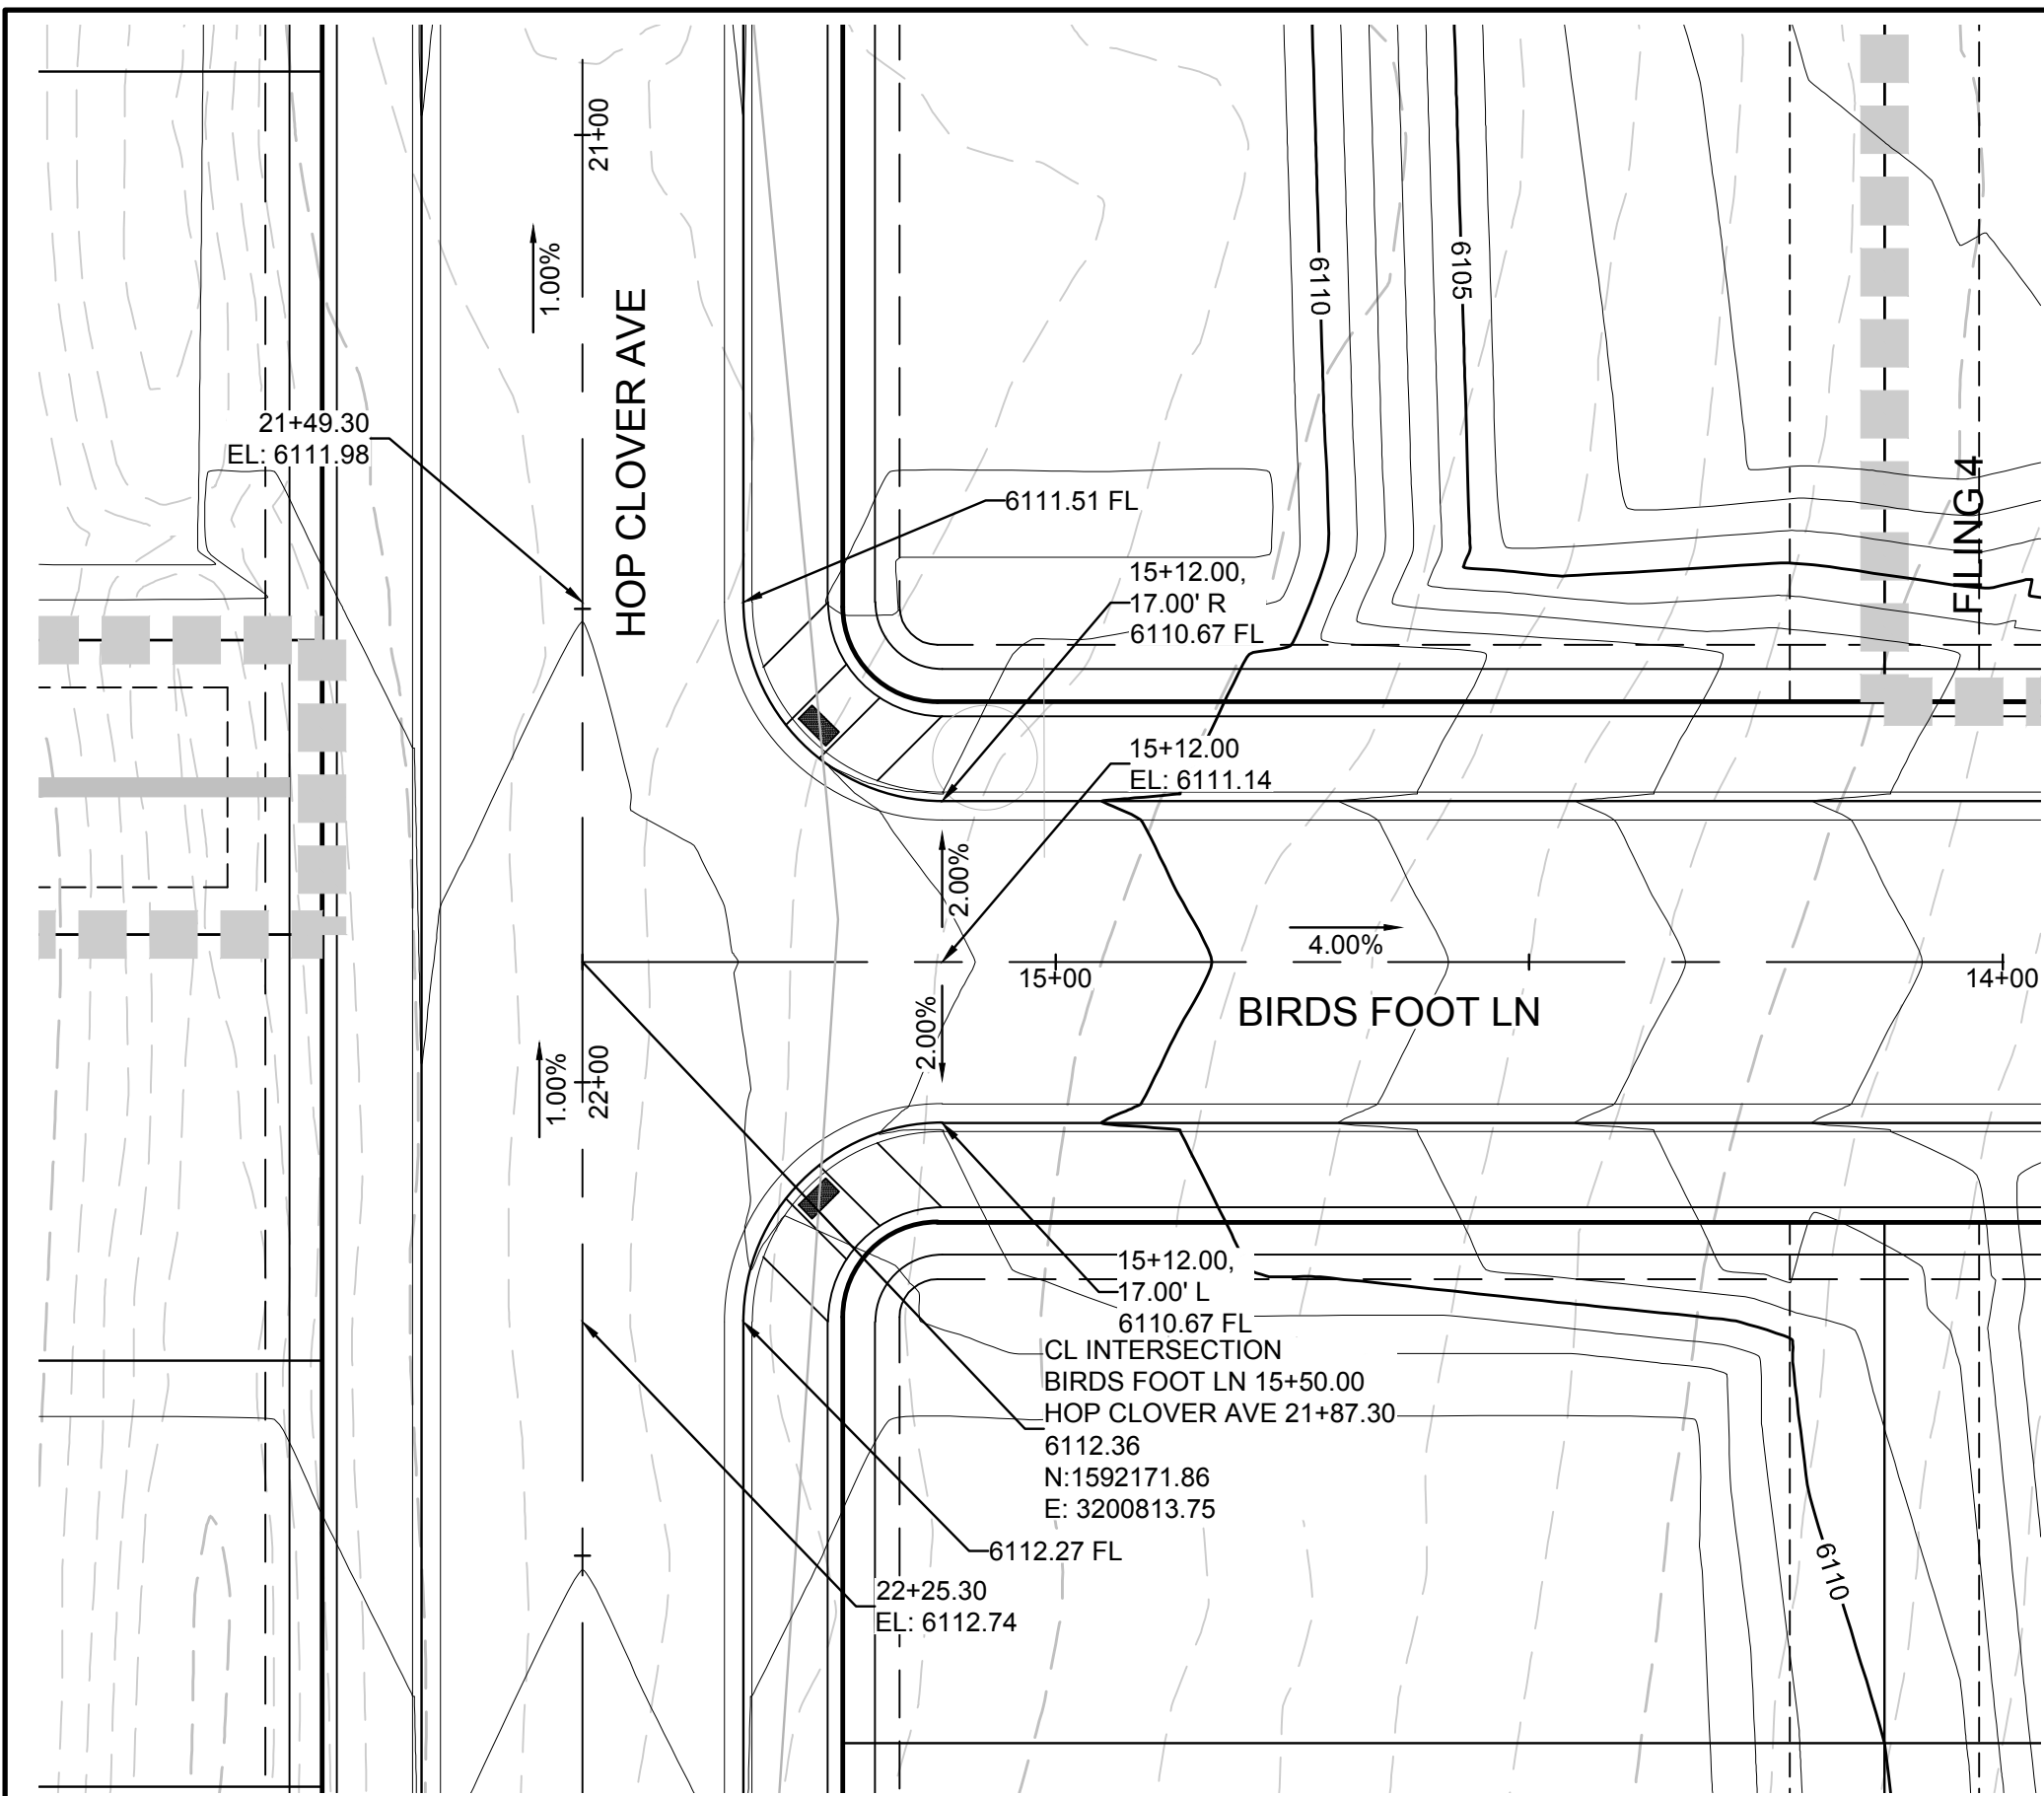 21+00
1.00%
HOP CLOVER AVE
6110
6105
21+49.30
EL: 6111.98
6111.51 FL
FILING 4
15+12.00,
17.00' R
6110.67 FL
15+12.00
EL: 6111.14
2.00%
4.00%
15+00
14+00
BIRDS FOOT LN
2.00%
1.00%
22+00
15+12.00,
17.00' L
6110.67 FL
CL INTERSECTION
BIRDS FOOT LN 15+50.00
HOP CLOVER AVE 21+87.30
6112.36
N:1592171.86
E: 3200813.75
6112.27 FL
22+25.30
EL: 6112.74
6110